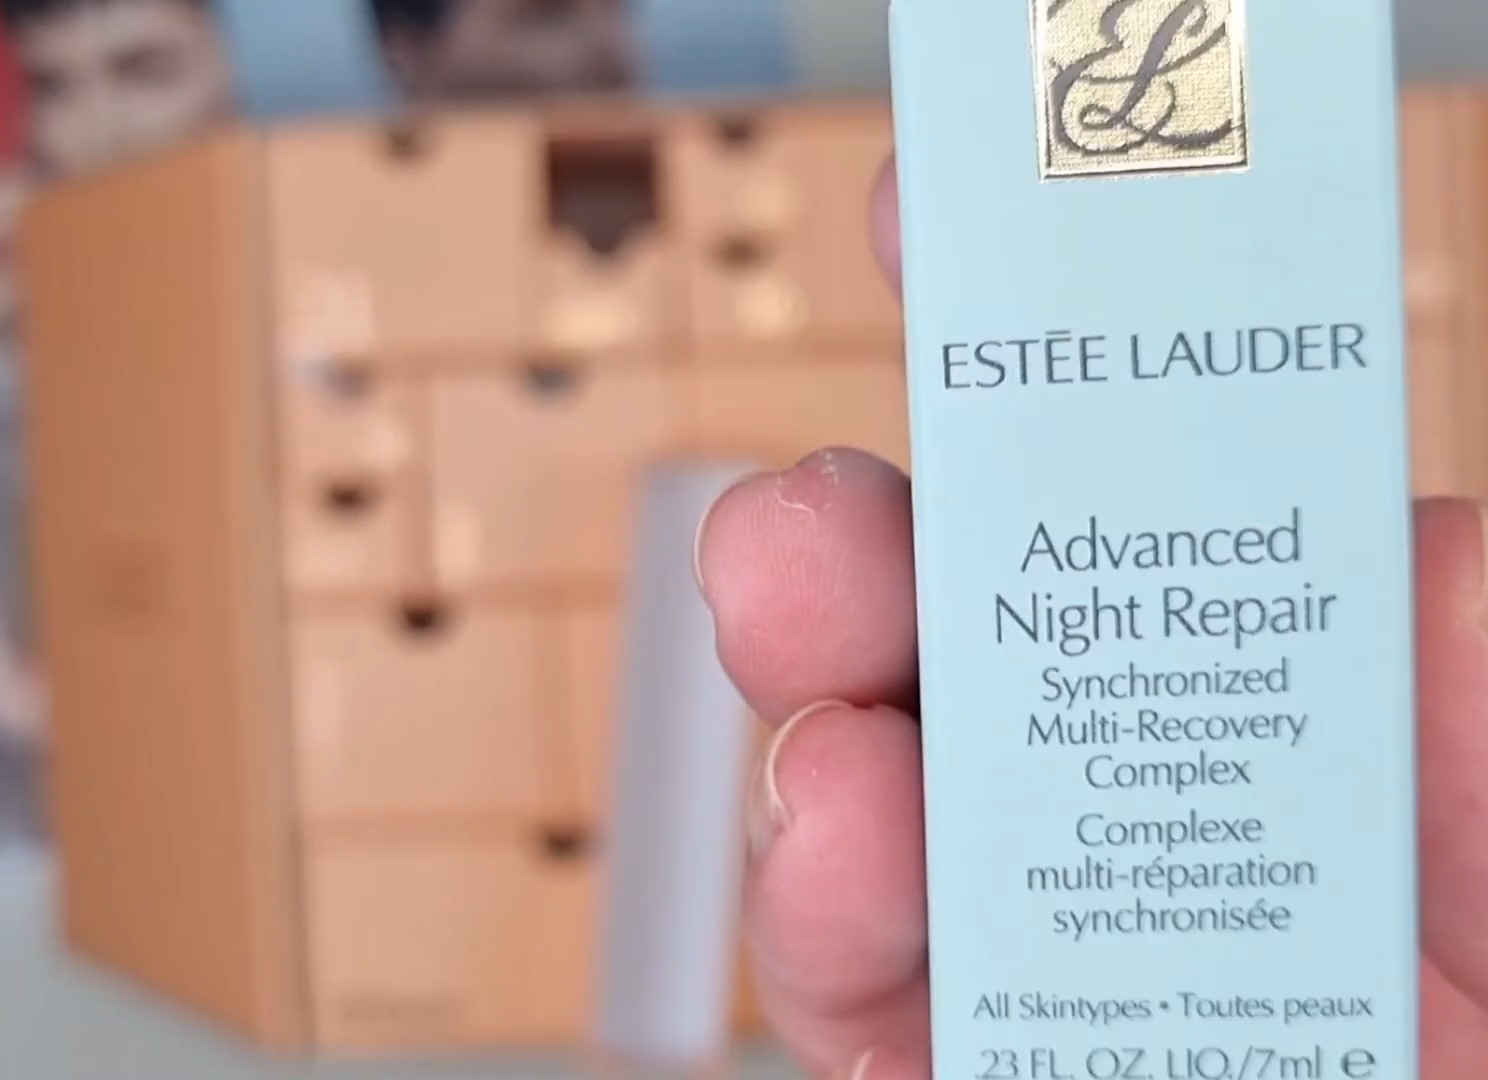 EL
ESTĒE LAUDER
Advanced
Night Repair
Synchronized
Multi-Recovery
Complex
Complexe
multi-réparation
synchronisée
All Skintypes • Toutes peaux
.23 FL. OZ. LIQ./7ml e